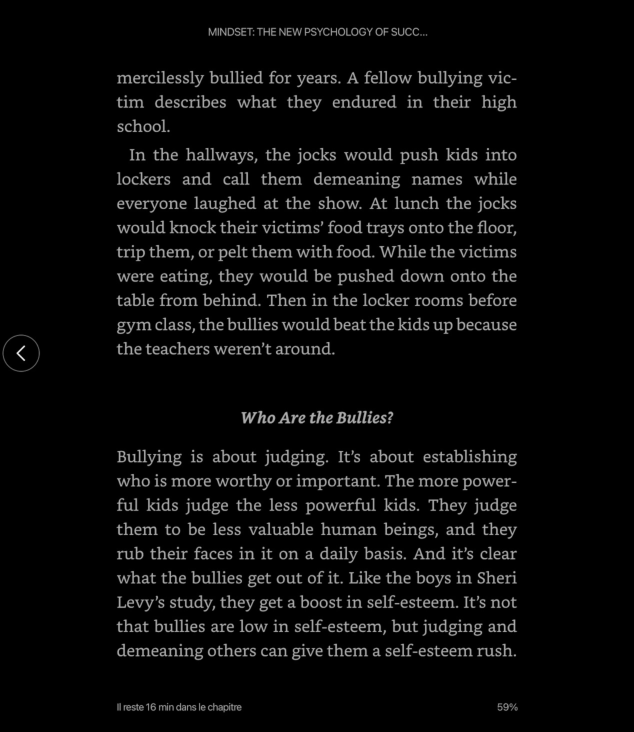 MINDSET: THE NEW PSYCHOLOGY OF SUCC...
mercilessly bullied for years. A fellow bullying vic-
tim describes what they endured in their high
school.
In the hallways, the jocks would push kids into
lockers and call them demeaning names while
everyone laughed at the show. At lunch the jocks
would knock their victims’ food trays onto the floor,
trip them, or pelt them with food. While the victims
were eating, they would be pushed down onto the
table from behind. Then in the locker rooms before
gym class, the bullies would beat the kids up because
the teachers weren’t around.
Who Are the Bullies?
Bullying is about judging. It’s about establishing
who is more worthy or important. The more power-
ful kids judge the less powerful kids. They judge
them to be less valuable human beings, and they
rub their faces in it on a daily basis. And it’s clear
what the bullies get out of it. Like the boys in Sheri
Levy’s study, they get a boost in self-esteem. It’s not
that bullies are low in self-esteem, but judging and
demeaning others can give them a self-esteem rush.
Il reste 16 min dans le chapitre
59%